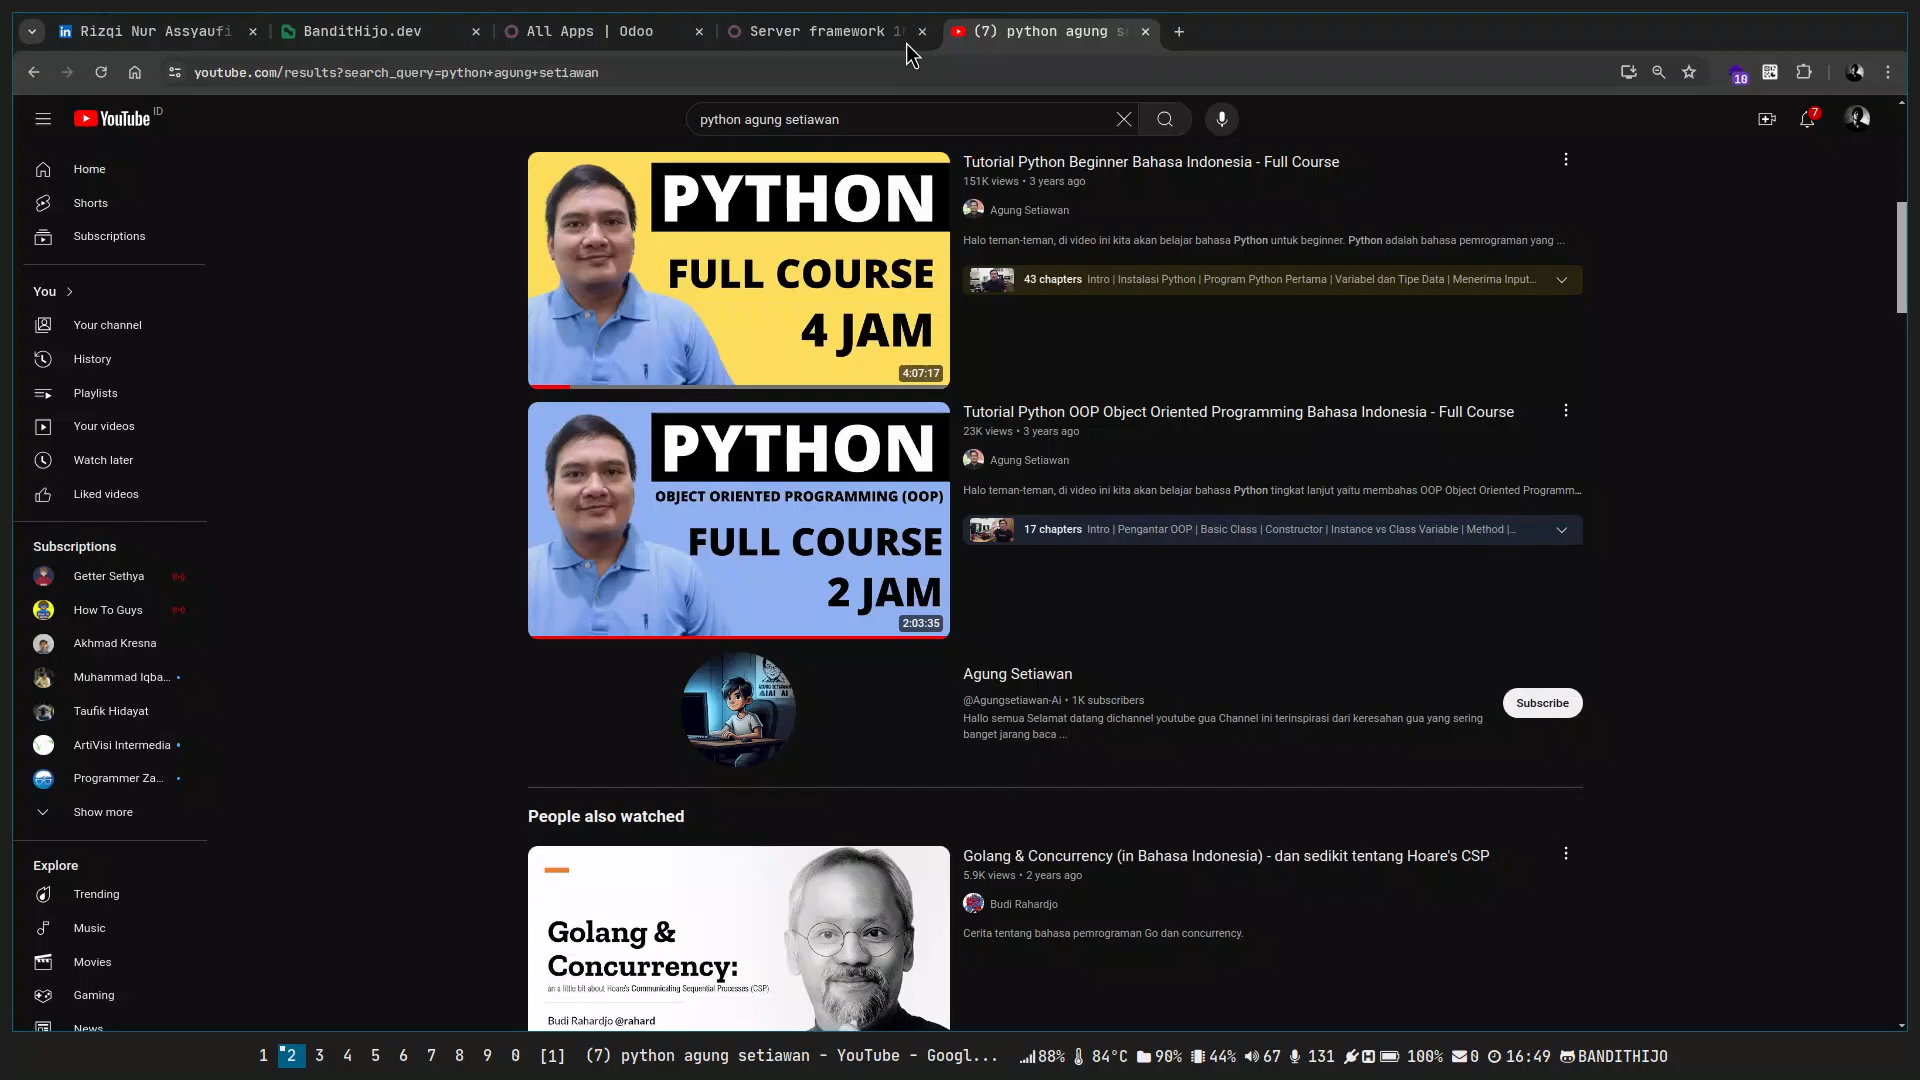 Rizqi Nur Assyaufi
BanditHijo.dev
All Apps | Odoo
Server framework 1
(7) python agung s
youtube.com/results?search_query=python+agung+setiawan
10
YouTube ID
python agung setiawan
7
Home
Shorts
Subscriptions
You
Your channel
History
Playlists
Your videos
Watch later
Liked videos
Subscriptions
Getter Sethya
How To Guys
Akhmad Kresna
Muhammad Iqba...
Taufik Hidayat
ArtiVisi Intermedia
Programmer Za...
Show more
Explore
Trending
Music
Movies
Gaming
News
PYTHON
FULL COURSE
4 JAM
4:07:17
Tutorial Python Beginner Bahasa Indonesia - Full Course
151K views • 3 years ago
Agung Setiawan
Halo teman-teman, di video ini kita akan belajar bahasa Python untuk beginner. Python adalah bahasa pemrograman yang ...
43 chapters Intro | Instalasi Python | Program Python Pertama | Variabel dan Tipe Data | Menerima Input...
PYTHON
OBJECT ORIENTED PROGRAMMING (OOP)
FULL COURSE
2 JAM
2:03:35
Tutorial Python OOP Object Oriented Programming Bahasa Indonesia - Full Course
23K views • 3 years ago
Agung Setiawan
Halo teman-teman, di video ini kita akan belajar bahasa Python tingkat lanjut yaitu membahas OOP Object Oriented Programm...
17 chapters Intro | Pengantar OOP | Basic Class | Constructor | Instance vs Class Variable | Method |...
Agung Setiawan
@Agungsetiawan-Ai • 1K subscribers
Hallo semua Selamat datang dichannel youtube gua Channel ini terinspirasi dari keresahan gua yang sering
banget jarang baca ...
Subscribe
People also watched
Golang &
Concurrency:
an a little bit about Hoare's Communicating Sequential Processes (CSP)
Budi Rahardjo @rahard
Golang & Concurrency (in Bahasa Indonesia) - dan sedikit tentang Hoare's CSP
5.9K views • 2 years ago
Budi Rahardjo
Cerita tentang bahasa pemrograman Go dan concurrency.
1 2 3 4 5 6 7 8 9 0 [1] (7) python agung setiawan - YouTube - Googl... 88% 84°C 90% 44% 67 131 H 100% 0 16:49 BANDITHIJO